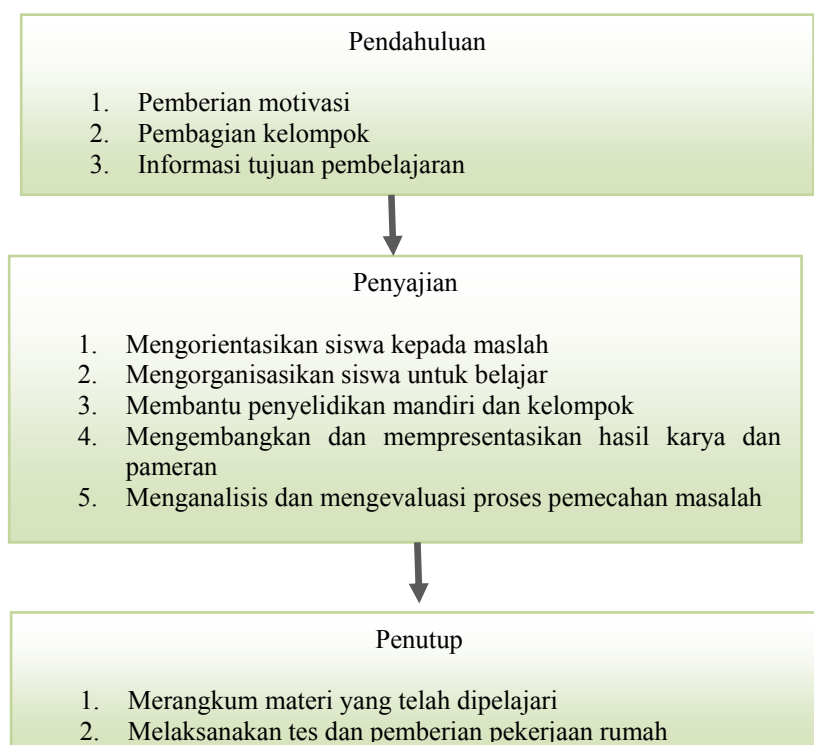 Pendahuluan
1. Pemberian motivasi
2. Pembagian kelompok
3. Informasi tujuan pembelajaran
Penyajian
1. Mengorientasikan siswa kepada maslah
2. Mengorganisasikan siswa untuk belajar
3. Membantu penyelidikan mandiri dan kelompok
4. Mengembangkan dan mempresentasikan hasil karya dan
pameran
5. Menganalisis dan mengevaluasi proses pemecahan masalah
Penutup
1. Merangkum materi yang telah dipelajari
2. Melaksanakan tes dan pemberian pekerjaan rumah